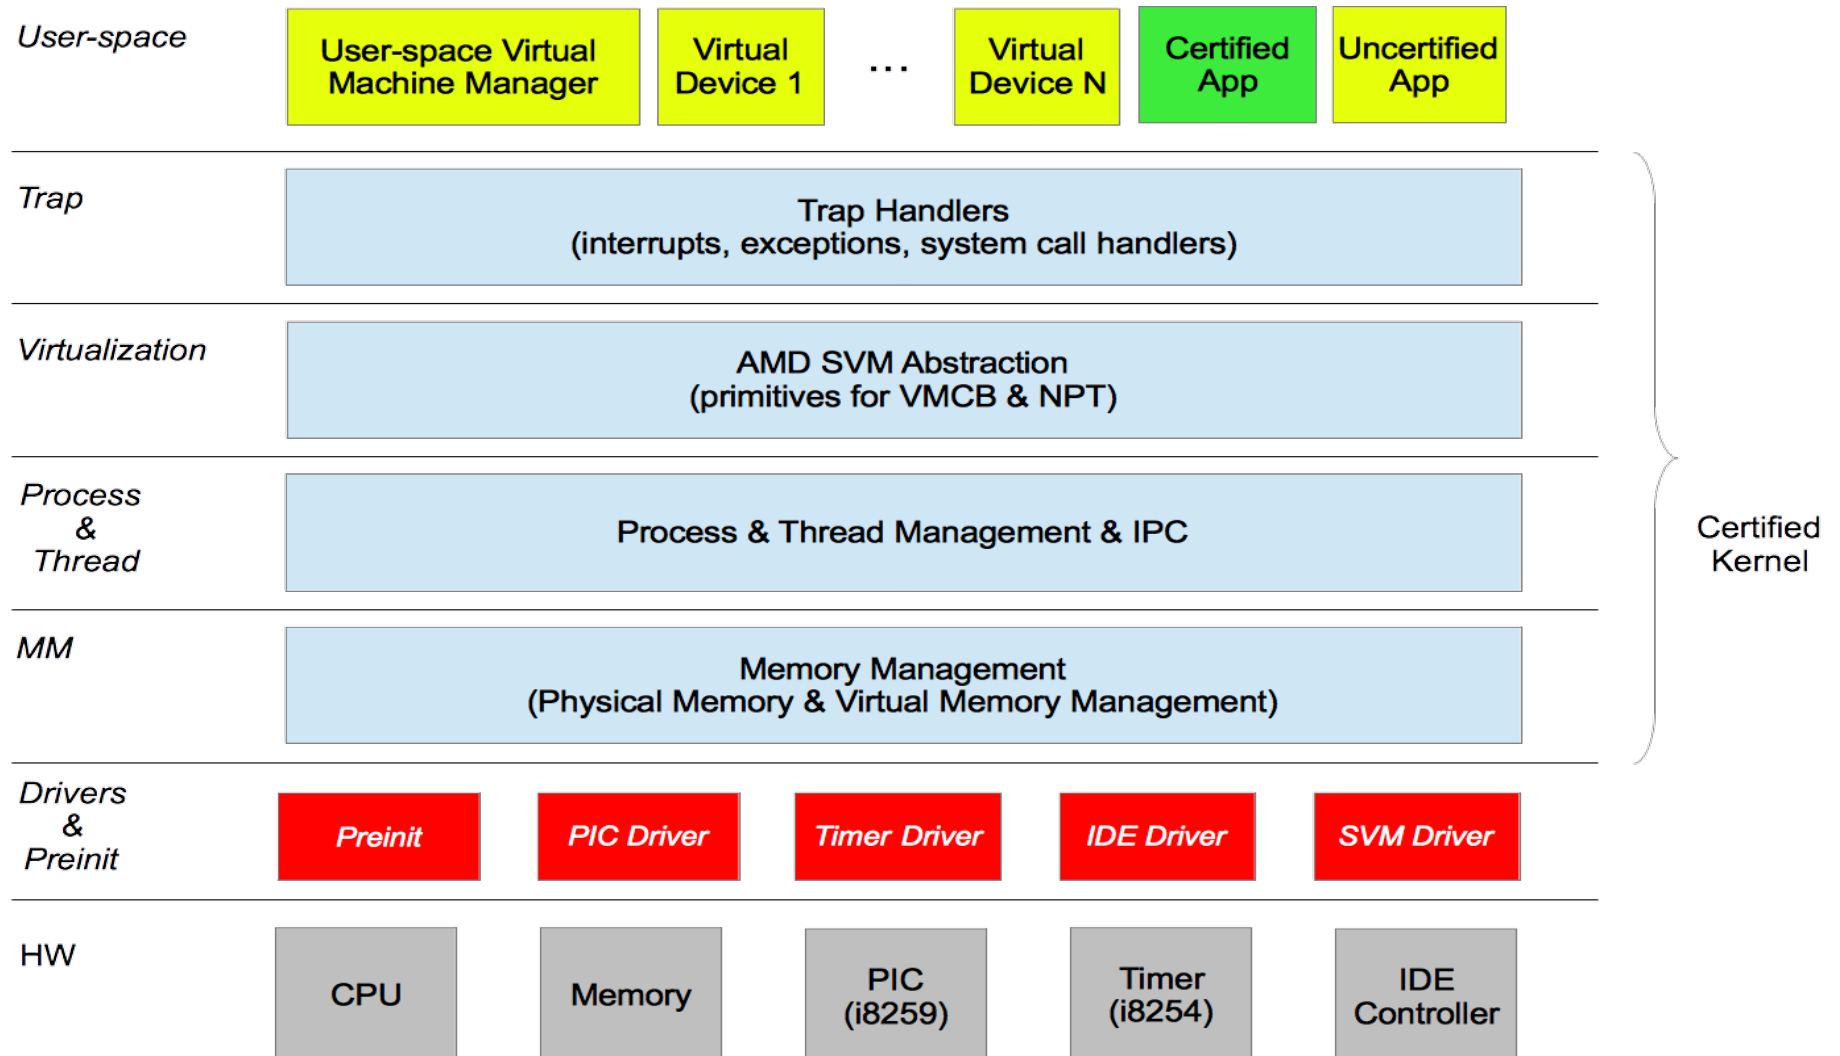 User-space
User-space Virtual
Machine Manager
Virtual
Device 1
...
Virtual
Device N
Certified
App
Uncertified
App
Trap
Trap Handlers
(interrupts, exceptions, system call handlers)
Virtualization
AMD SVM Abstraction
(primitives for VMCB & NPT)
Process
&
Thread
Process & Thread Management & IPC
Certified
Kernel
MM
Memory Management
(Physical Memory & Virtual Memory Management)
Drivers
&
Preinit
Preinit
PIC Driver
Timer Driver
IDE Driver
SVM Driver
HW
CPU
Memory
PIC
(i8259)
Timer
(i8254)
IDE
Controller